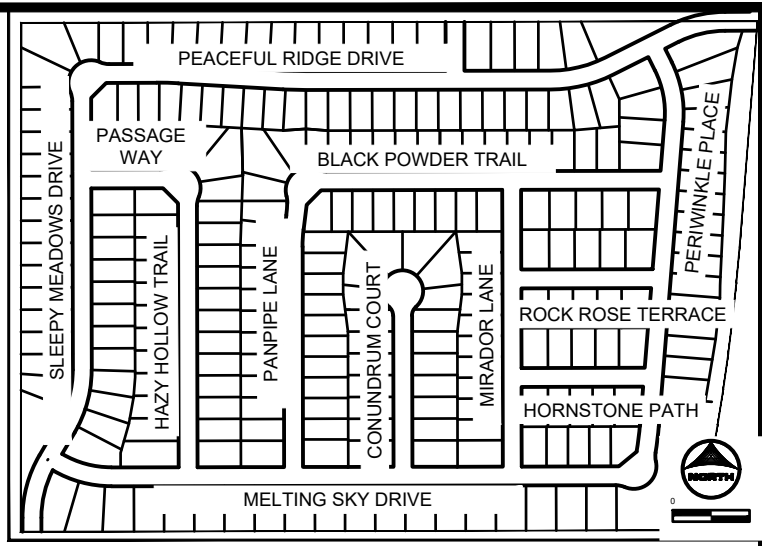 PEACEFUL RIDGE DRIVE
PASSAGE
WAY
BLACK POWDER TRAIL
SLEEPY MEADOWS DRIVE
HAZY HOLLOW TRAIL
PANPIPE LANE
CONUNDRUM COURT
MIRADOR LANE
PERIWINKLE PLACE
ROCK ROSE TERRACE
HORNSTONE PATH
MELTING SKY DRIVE
NORTH
0